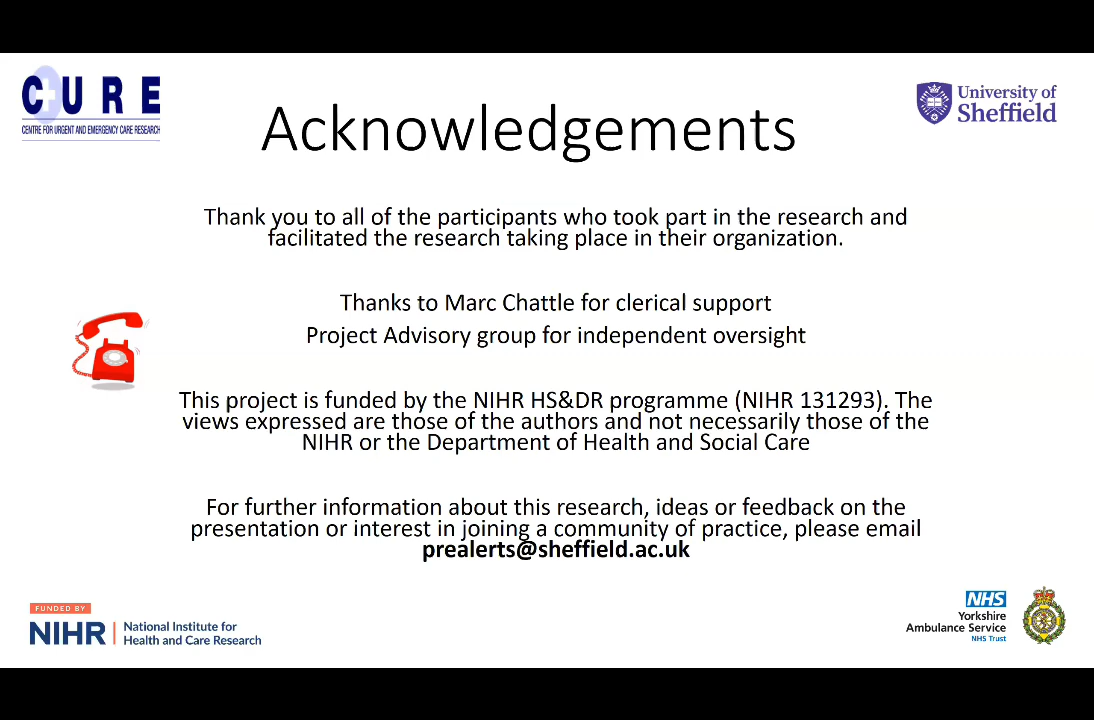 CURE
CENTRE FOR URGENT AND EMERGENCY CARE RESEARCH
University of
Sheffield
Acknowledgements
Thank you to all of the participants who took part in the research and
facilitated the research taking place in their organization.
Thanks to Marc Chattle for clerical support
Project Advisory group for independent oversight
This project is funded by the NIHR HS&DR programme (NIHR 131293). The
views expressed are those of the authors and not necessarily those of the
NIHR or the Department of Health and Social Care
For further information about this research, ideas or feedback on the
presentation or interest in joining a community of practice, please email
prealerts@sheffield.ac.uk
FUNDED BY
NIHR | National Institute for
Health and Care Research
NHS
Yorkshire
Ambulance Service
NHS Trust